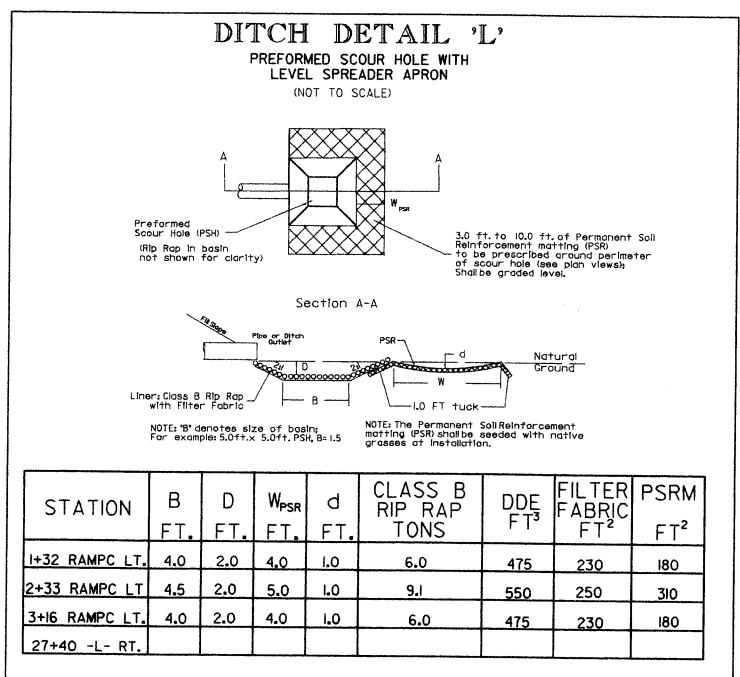 DITCH DETAIL 'L'
PREFORMED SCOUR HOLE WITH
LEVEL SPREADER APRON
(NOT TO SCALE)
A
A
W PSR
Preformed
Scour Hole (PSH)
(Rip Rap in basin
not shown for clarity)
3.0 ft. to 10.0 ft. of Permanent Soil
Reinforcement matting (PSR)
to be prescribed around perimeter
of scour hole (see plan views);
Shall be graded level.
Section A-A
Fill Slope
Pipe or Ditch
Outlet
PSR
d
Natural
Ground
2d
D
2d
W
B
Liner: Class B Rip Rap
with Filter Fabric
1.0 FT tuck
NOTE: "B" denotes size of basin;
For example: 5.0ft.x 5.0ft. PSH, B=1.5
NOTE: The Permanent Soil Reinforcement
matting (PSR) shall be seeded with native
grasses at installation.
STATION B FT. D FT. WPSR FT. d FT. CLASS B RIP RAP TONS DDE FT³ FILTER FABRIC FT² PSRM FT²
1+32 RAMPC LT. 4.0 2.0 4.0 1.0 6.0 475 230 180
2+33 RAMPC LT 4.5 2.0 5.0 1.0 9.1 550 250 310
3+16 RAMPC LT. 4.0 2.0 4.0 1.0 6.0 475 230 180
27+40 -L- RT.